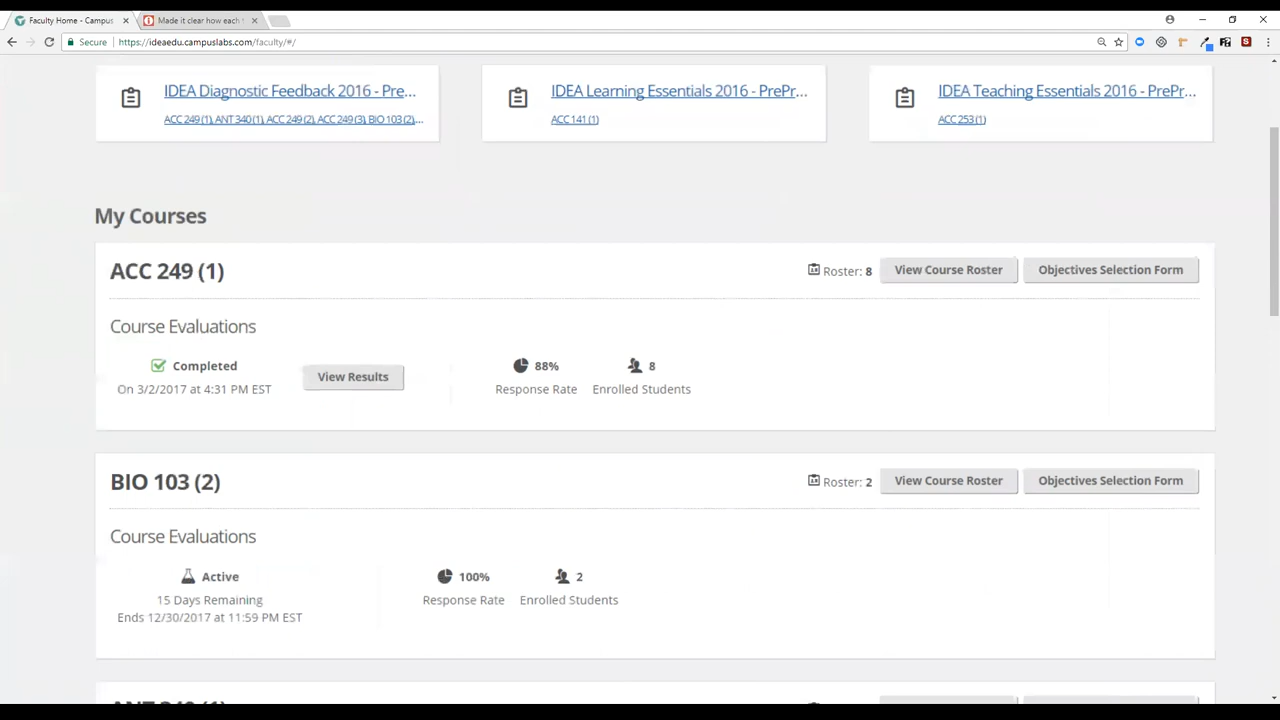 Faculty Home - Campus
Made it clear how each
Secure https://ideaedu.campuslabs.com/faculty/#/
IDEA Diagnostic Feedback 2016 - Pre...
ACC 249 (1), ANT 340(1), ACC 249 (2), ACC 249 (3), BIO 103 (2),...
IDEA Learning Essentials 2016 - PrePr...
ACC 141 (1)
IDEA Teaching Essentials 2016 - PrePr...
ACC 253 (1)
My Courses
ACC 249 (1)
Roster: 8
View Course Roster
Objectives Selection Form
Course Evaluations
Completed
On 3/2/2017 at 4:31 PM EST
View Results
88%
Response Rate
8
Enrolled Students
BIO 103 (2)
Roster: 2
View Course Roster
Objectives Selection Form
Course Evaluations
Active
15 Days Remaining
Ends 12/30/2017 at 11:59 PM EST
100%
Response Rate
2
Enrolled Students